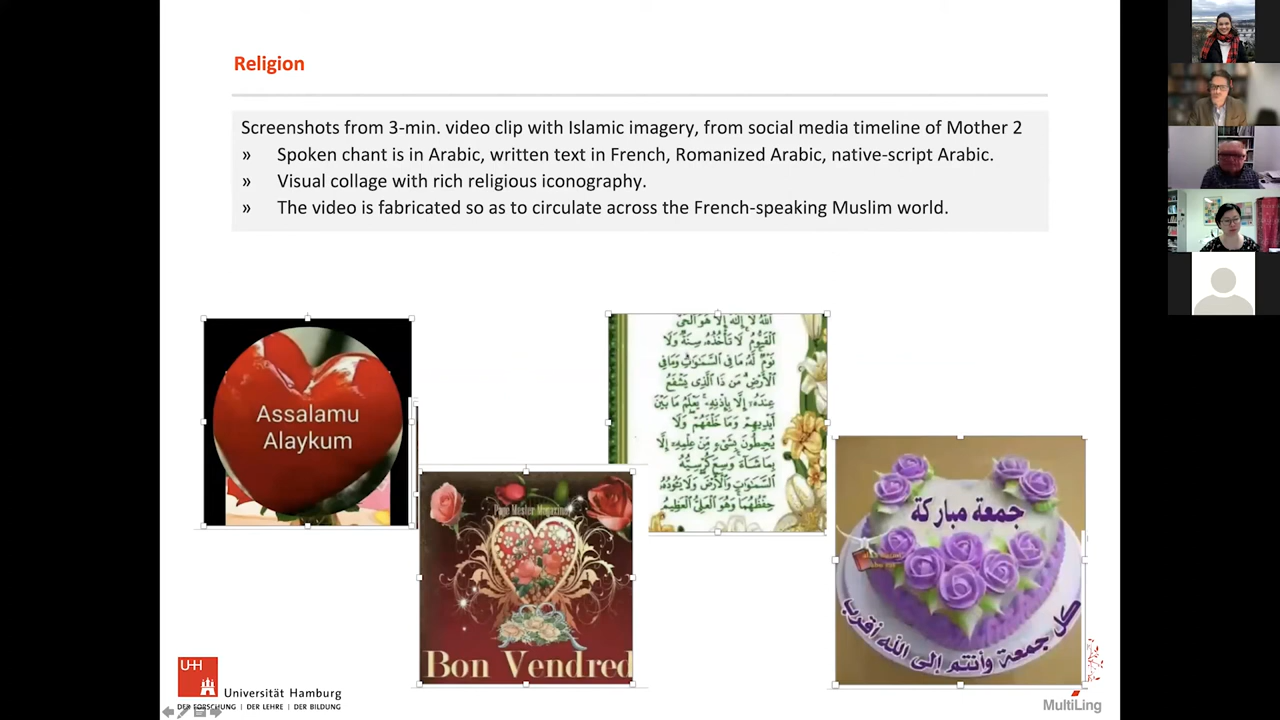 Religion
Screenshots from 3-min. video clip with Islamic imagery, from social media timeline of Mother 2
» Spoken chant is in Arabic, written text in French, Romanized Arabic, native-script Arabic.
» Visual collage with rich religious iconography.
» The video is fabricated so as to circulate across the French-speaking Muslim world.
Assalamu
Alaykum
اللَّهُ لَا إِلَهَ إِلَّا هُوَ الْحَيُّ
الْقَيُّومُ لَا تَأْخُذُهُ سِنَةٌ وَلَا
نَوْمٌ لَهُ مَا فِي السَّمَوَاتِ وَمَا فِي
الْأَرْضِ مَن ذَا الَّذِي يَشْفَعُ
عِندَهُ إِلَّا بِإِذْنِهِ يَعْلَمُ مَا بَيْنَ
أَيْدِيهِمْ وَمَا خَلْفَهُمْ وَلَا
يُحِيطُونَ بِشَيْءٍ مِّنْ عِلْمِهِ إِلَّا
بِمَا شَاءَ وَسِعَ كُرْسِيُّهُ
السَّمَوَاتِ وَالْأَرْضَ وَلَا يَئُودُهُ
حِفْظُهُمَا وَهُوَ الْعَلِيُّ الْعَظِيمُ
Bon Vendred
جمعة مباركة
كل جمعة وأنتم إلى الله أقرب
UH
Universität Hamburg
DER FORSCHUNG | DER LEHRE | DER BILDUNG
MultiLing